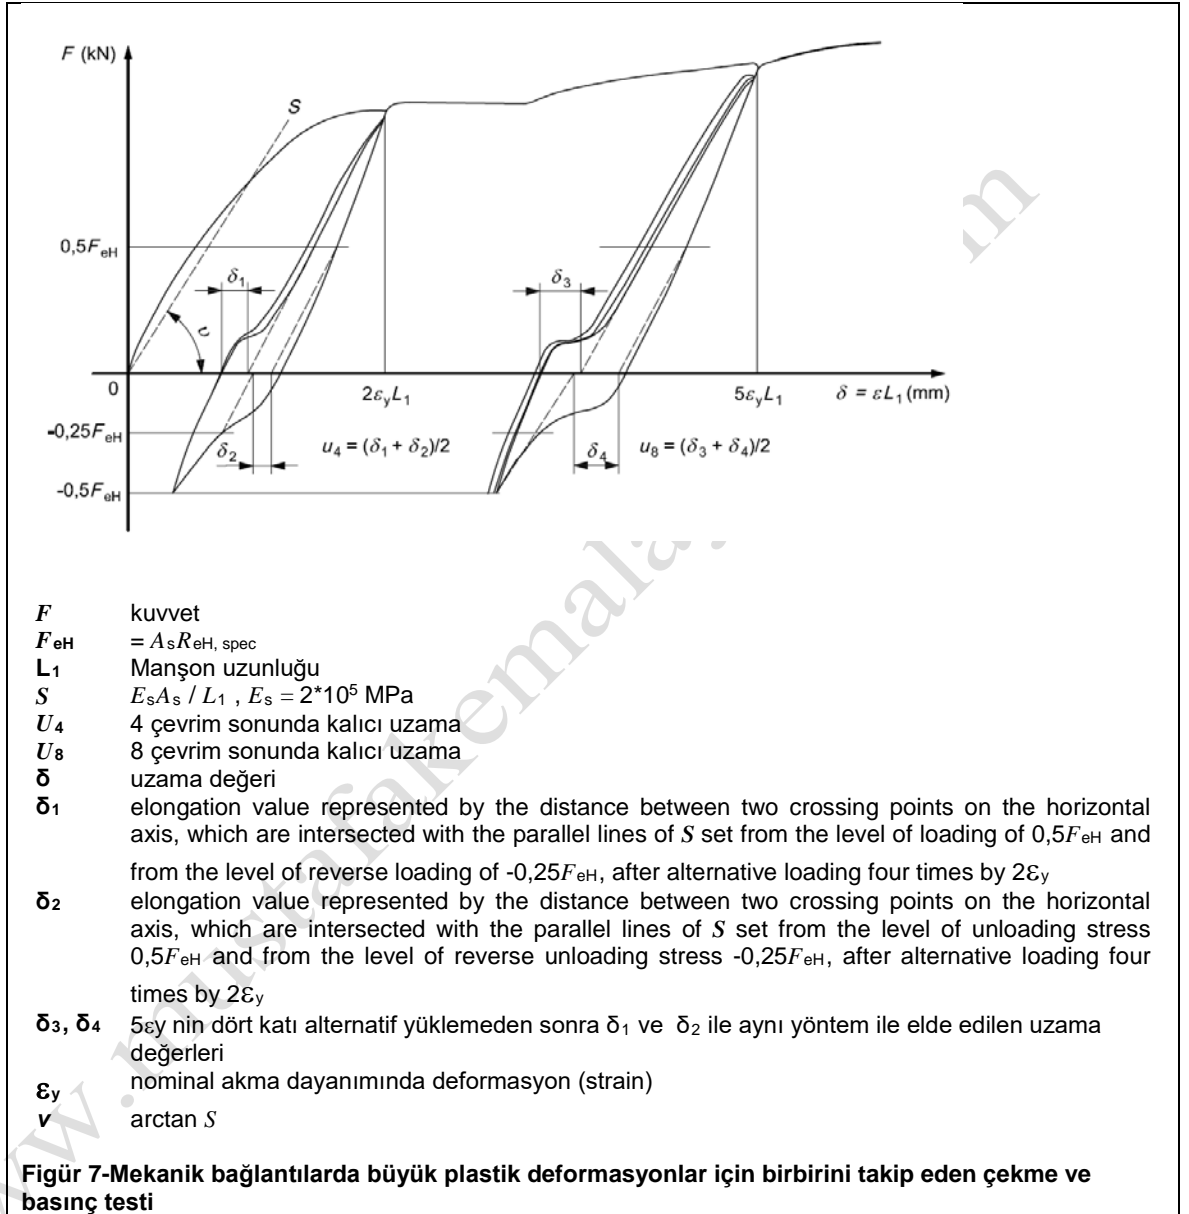 F (kN)
S
0,5FeH
δ1
δ3
υ
0
2εyL1
5εyL1
δ = εL1 (mm)
-0,25FeH
δ2
u4 = (δ1 + δ2)/2
δ4
u8 = (δ3 + δ4)/2
-0,5FeH
F kuvvet
FeH = AsReH, spec
L1 Manşon uzunluğu
S EsAs / L1 , Es = 2*10⁵ MPa
U4 4 çevrim sonunda kalıcı uzama
U8 8 çevrim sonunda kalıcı uzama
δ uzama değeri
δ1 elongation value represented by the distance between two crossing points on the horizontal
axis, which are intersected with the parallel lines of S set from the level of loading of 0,5FeH and
from the level of reverse loading of -0,25FeH, after alternative loading four times by 2εy
δ2 elongation value represented by the distance between two crossing points on the horizontal
axis, which are intersected with the parallel lines of S set from the level of unloading stress
0,5FeH and from the level of reverse unloading stress -0,25FeH, after alternative loading four
times by 2εy
δ3, δ4 5εy nin dört katı alternatif yüklemeden sonra δ1 ve δ2 ile aynı yöntem ile elde edilen uzama
değerleri
εy nominal akma dayanımında deformasyon (strain)
v arctan S
Figür 7-Mekanik bağlantılarda büyük plastik deformasyonlar için birbirini takip eden çekme ve
basınç testi